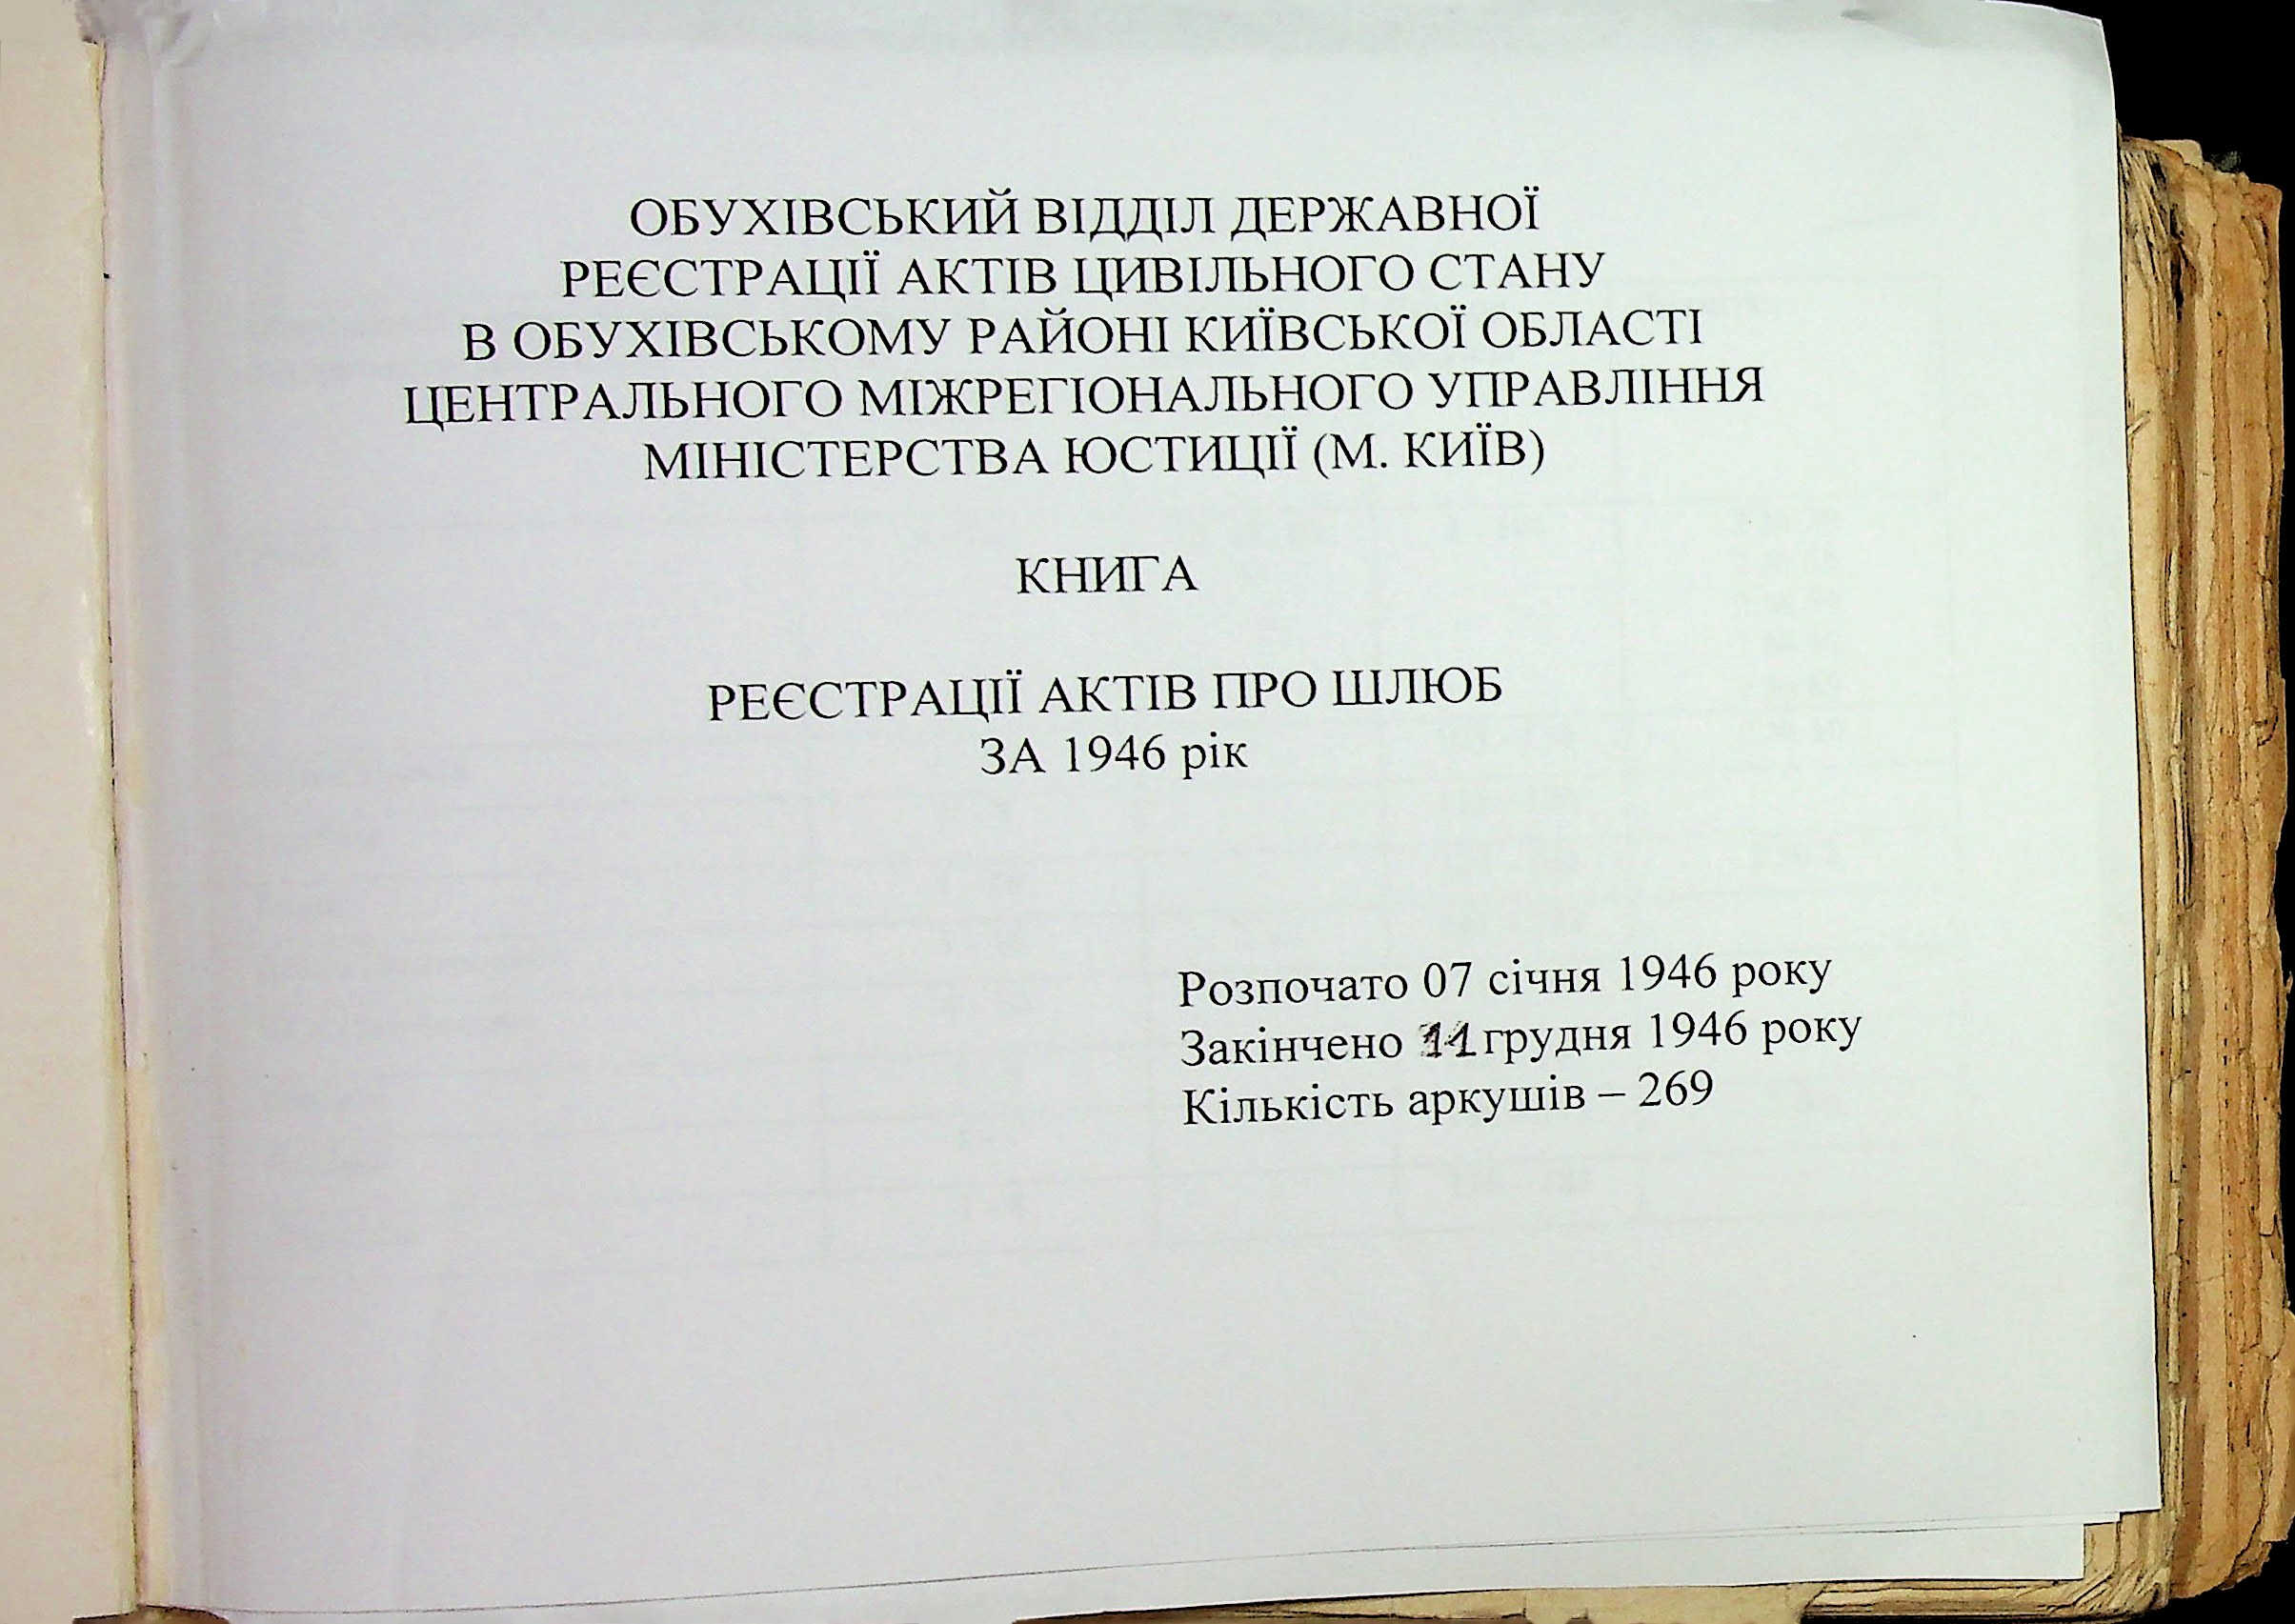 ОБУХІВСЬКИЙ ВІДДІЛ ДЕРЖАВНОЇ
РЕЄСТРАЦІЇ АКТІВ ЦИВІЛЬНОГО СТАНУ
В ОБУХІВСЬКОМУ РАЙОНІ КИЇВСЬКОЇ ОБЛАСТІ
ЦЕНТРАЛЬНОГО МІЖРЕГІОНАЛЬНОГО УПРАВЛІННЯ
МІНІСТЕРСТВА ЮСТИЦІЇ (М. КИЇВ)
КНИГА
РЕЄСТРАЦІЇ АКТІВ ПРО ШЛЮБ
ЗА 1946 рік
Розпочато 07 січня 1946 року
Закінчено грудня 1946 року
Кількість аркушів – 269